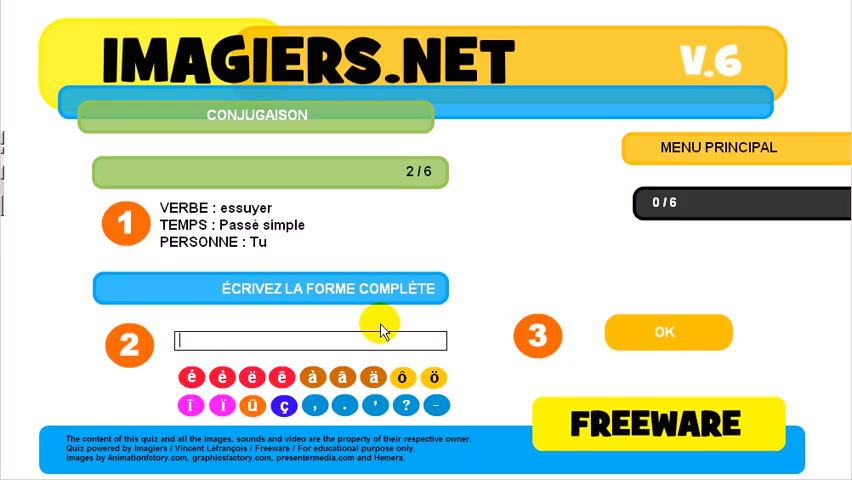 IMAGIERS.NET
V.6
CONJUGAISON
MENU PRINCIPAL
2 / 6
0 / 6
1
VERBE : essuyer
TEMPS : Passé simple
PERSONNE : Tu
ÉCRIVEZ LA FORME COMPLÈTE
2
3
OK
é è ë ê à â ä ô ö
î ï û ç , . ' ? -
FREEWARE
The content of this quiz and all the images, sounds and video are the property of their respective owner.
Quiz powered by Imagiers / Vincent Lefrançois / Freeware / For educational purpose only.
Images by Animationfctory.com, graphicsfactory.com, presentermedia.com and Hemera.